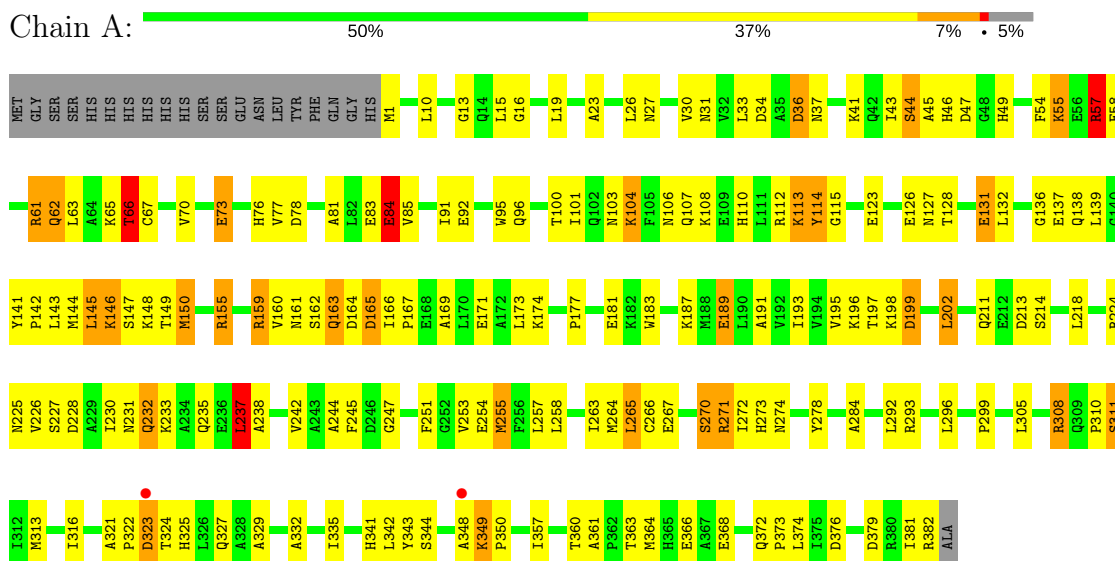 Chain A:
50% 37% 7% • 5%
MET GLY SER SER HIS HIS HIS HIS HIS HIS SER SER GLU ASN LEU TYR PHE GLN GLY HIS M1 L10 G13 Q14 L15 G16 L19 A23 L26 N27 V30 N31 V32 L33 D34 A35 D36 N37 K41 Q42 I43 S44 A45 H46 D47 G48 H49 F54 K55 E56 R57 F58
R61 Q62 L63 A64 K65 T66 C67 V70 E73 H76 V77 D78 A81 L82 E83 E84 V85 I91 E92 W95 Q96 T100 I101 Q102 N103 K104 F105 N106 Q107 K108 E109 H110 L111 R112 K113 Y114 G115 E123 E126 N127 T128 E131 L132 G136 E137 Q138 L139 G140
Y141 P142 L143 M144 L145 K146 S147 K148 T149 M150 R155 R159 V160 N161 S162 Q163 D164 D165 I166 P167 E168 A169 L170 E171 A172 L173 K174 P177 E181 K182 W183 K187 M188 E189 L190 A191 V192 I193 V194 V195 K196 T197 K198 D199 L202 Q211 E212 D213 S214 L218 R224
N225 V226 S227 D228 A229 I230 N231 Q232 K233 A234 Q235 E236 L237 A238 V242 A243 A244 F245 D246 G247 F251 G252 V253 E254 M255 F256 L257 L258 I263 M264 L265 C266 E267 S270 R271 I272 H273 N274 Y278 A284 L292 R293 L296 P299 L305 R308 Q309 P310 S311
I312 M313 I316 A321 P322 D323 T324 H325 L326 Q327 A328 A329 A332 I335 H341 L342 Y343 S344 A348 K349 P350 I357 T360 A361 P362 T363 M364 H365 E366 A367 E368 Q372 P373 L374 I375 D376 D379 R380 I381 R382 ALA